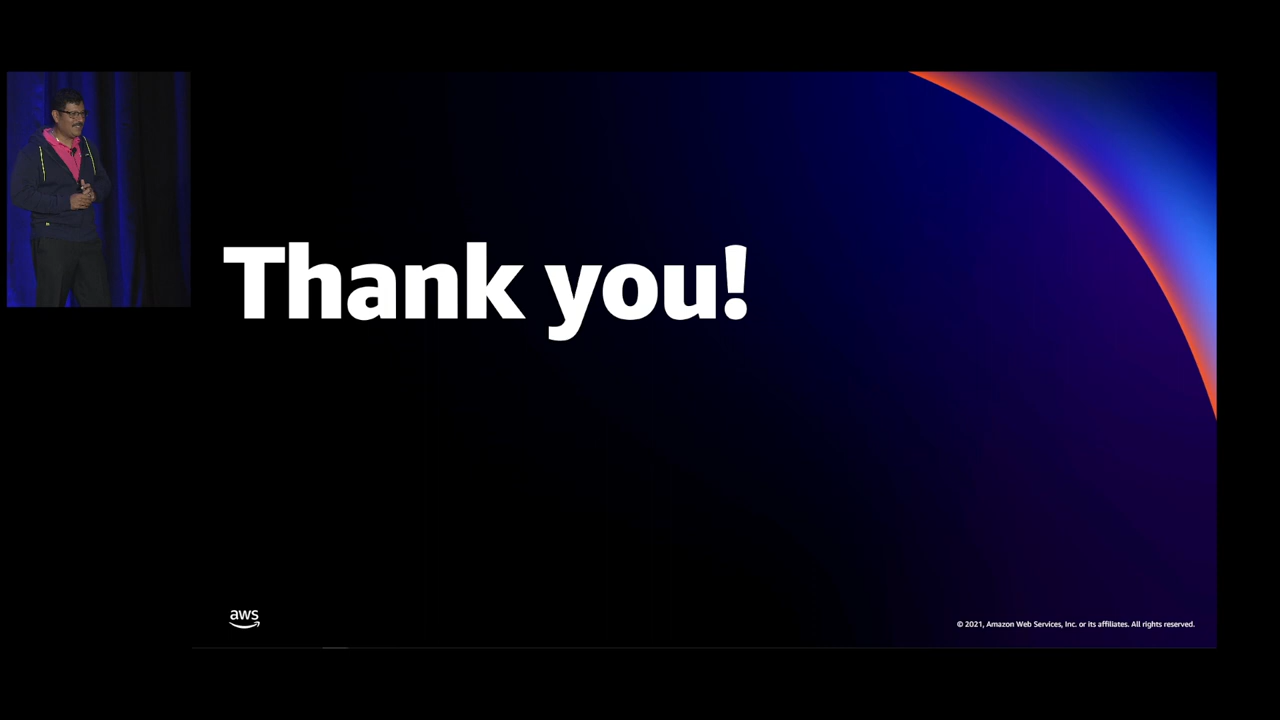 Thank you!
aws
© 2021, Amazon Web Services, Inc. or its affiliates. All rights reserved.